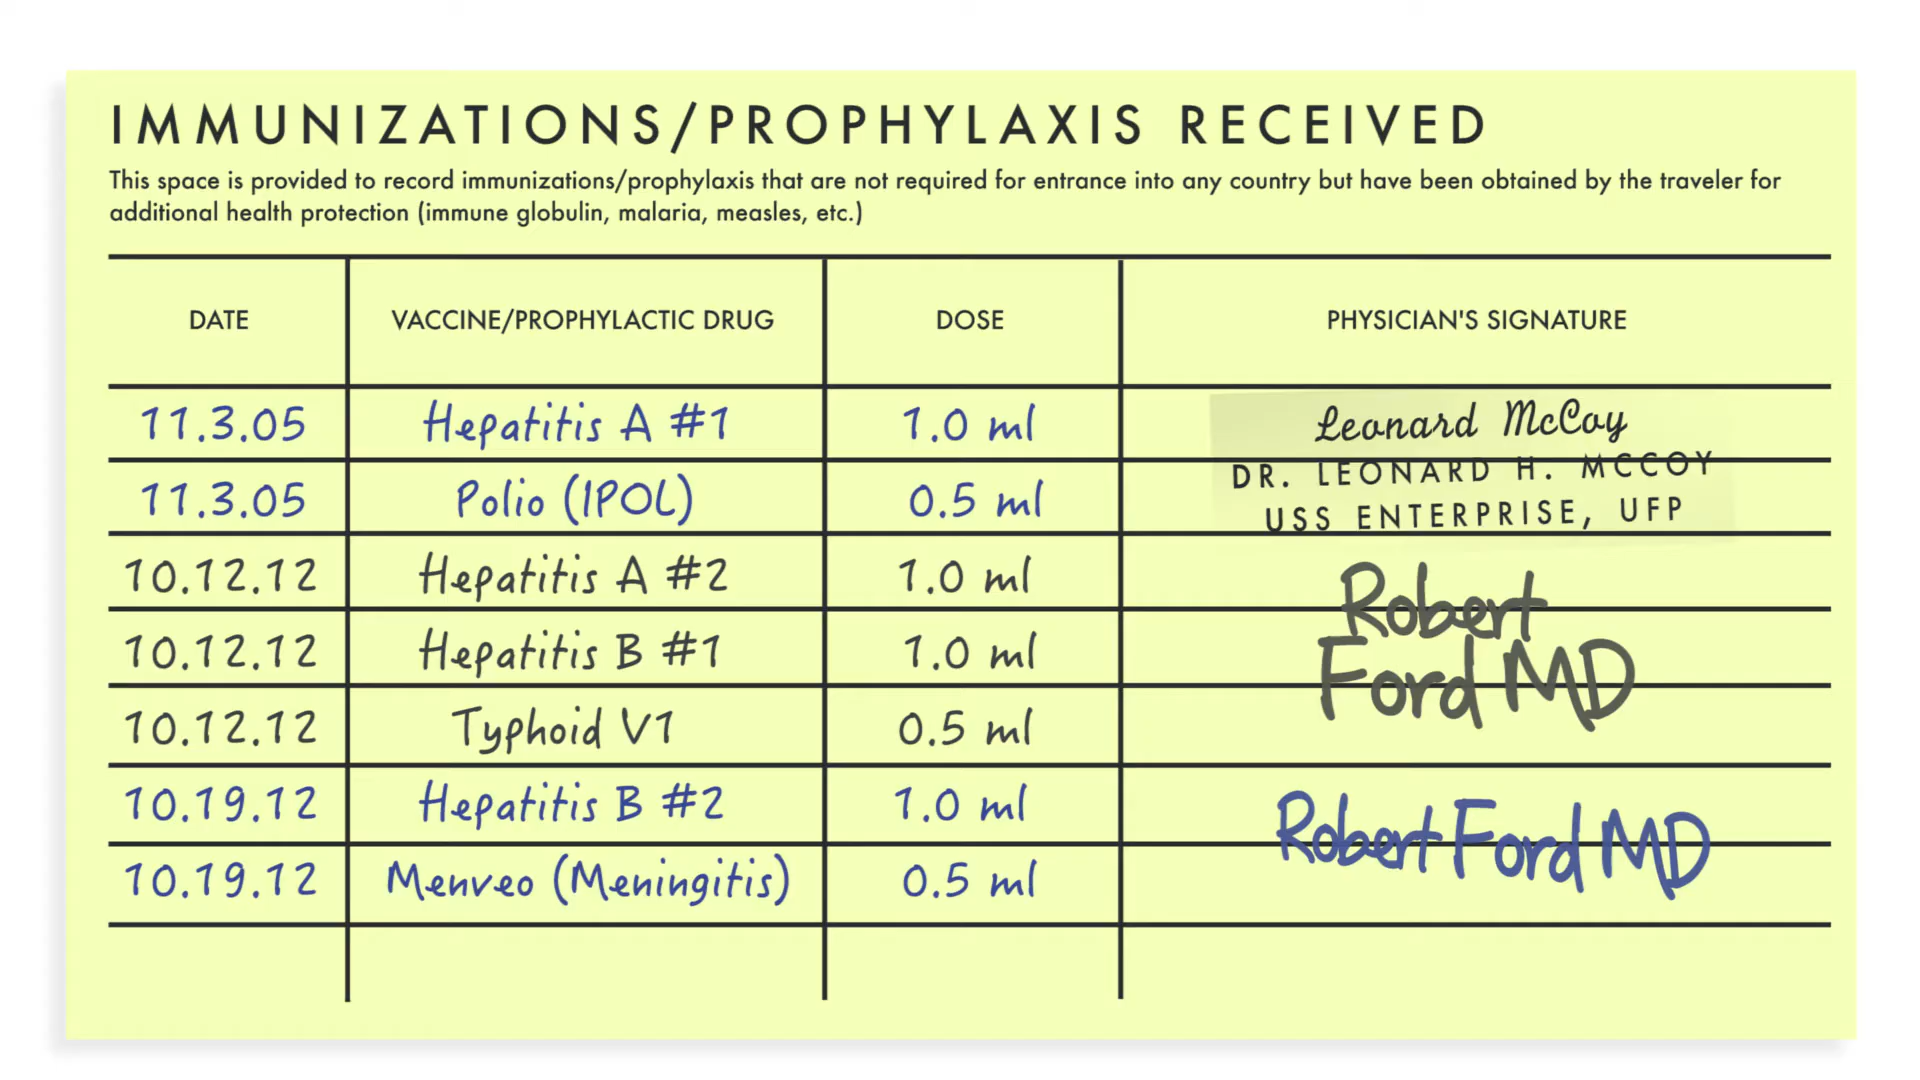 IMMUNIZATIONS/PROPHYLAXIS RECEIVED
This space is provided to record immunizations/prophylaxis that are not required for entrance into any country but have been obtained by the traveler for
additional health protection (immune globulin, malaria, measles, etc.)
DATE VACCINE/PROPHYLACTIC DRUG DOSE PHYSICIAN'S SIGNATURE
11.3.05 Hepatitis A #1 1.0 ml Leonard McCoy
DR. LEONARD H. MCCOY
11.3.05 Polio (IPOL) 0.5 ml USS ENTERPRISE, UFP
10.12.12 Hepatitis A #2 1.0 ml Robert
10.12.12 Hepatitis B #1 1.0 ml Ford MD
10.12.12 Typhoid V1 0.5 ml
10.19.12 Hepatitis B #2 1.0 ml Robert Ford MD
10.19.12 Menveo (Meningitis) 0.5 ml